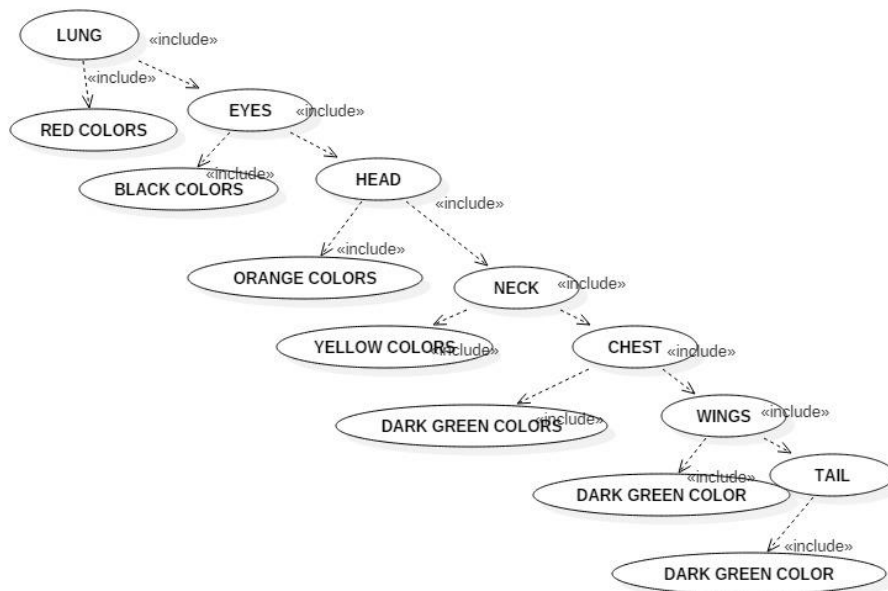 LUNG
«include»
«include»
RED COLORS
EYES
«include»
«include»
BLACK COLORS
HEAD
«include»
«include»
ORANGE COLORS
NECK
«include»
YELLOW COLORS
«include»
CHEST
«include»
DARK GREEN COLORS
«include»
WINGS
«include»
«include»
DARK GREEN COLOR
TAIL
«include»
DARK GREEN COLOR